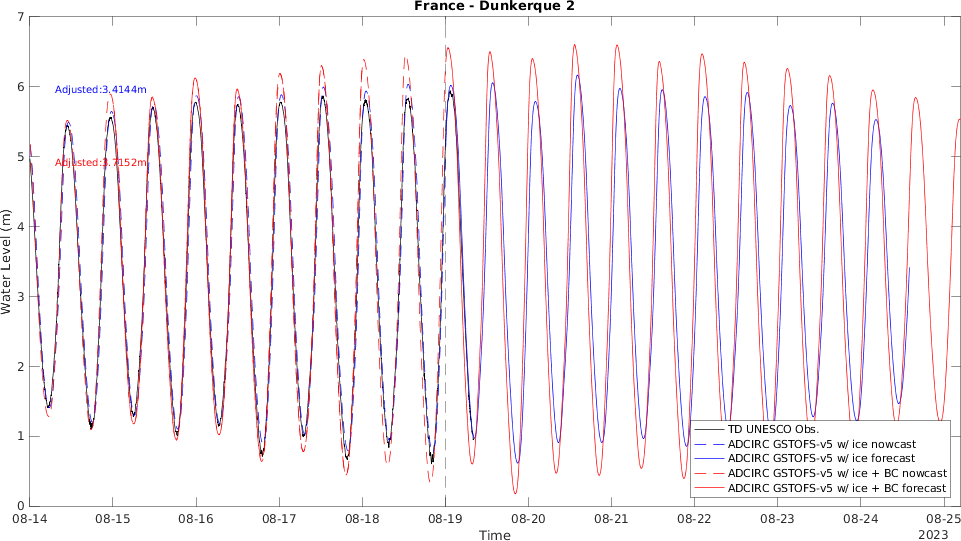 France - Dunkerque 2
7
6
5
4
3
2
1
0
Water Level (m)
Adjusted:3.4144m
Adjusted:3.7152m
TD UNESCO Obs.
ADCIRC GSTOFS-v5 w/ ice nowcast
ADCIRC GSTOFS-v5 w/ ice forecast
ADCIRC GSTOFS-v5 w/ ice + BC nowcast
ADCIRC GSTOFS-v5 w/ ice + BC forecast
08-14 08-15 08-16 08-17 08-18 08-19 08-20 08-21 08-22 08-23 08-24 08-25
Time
2023